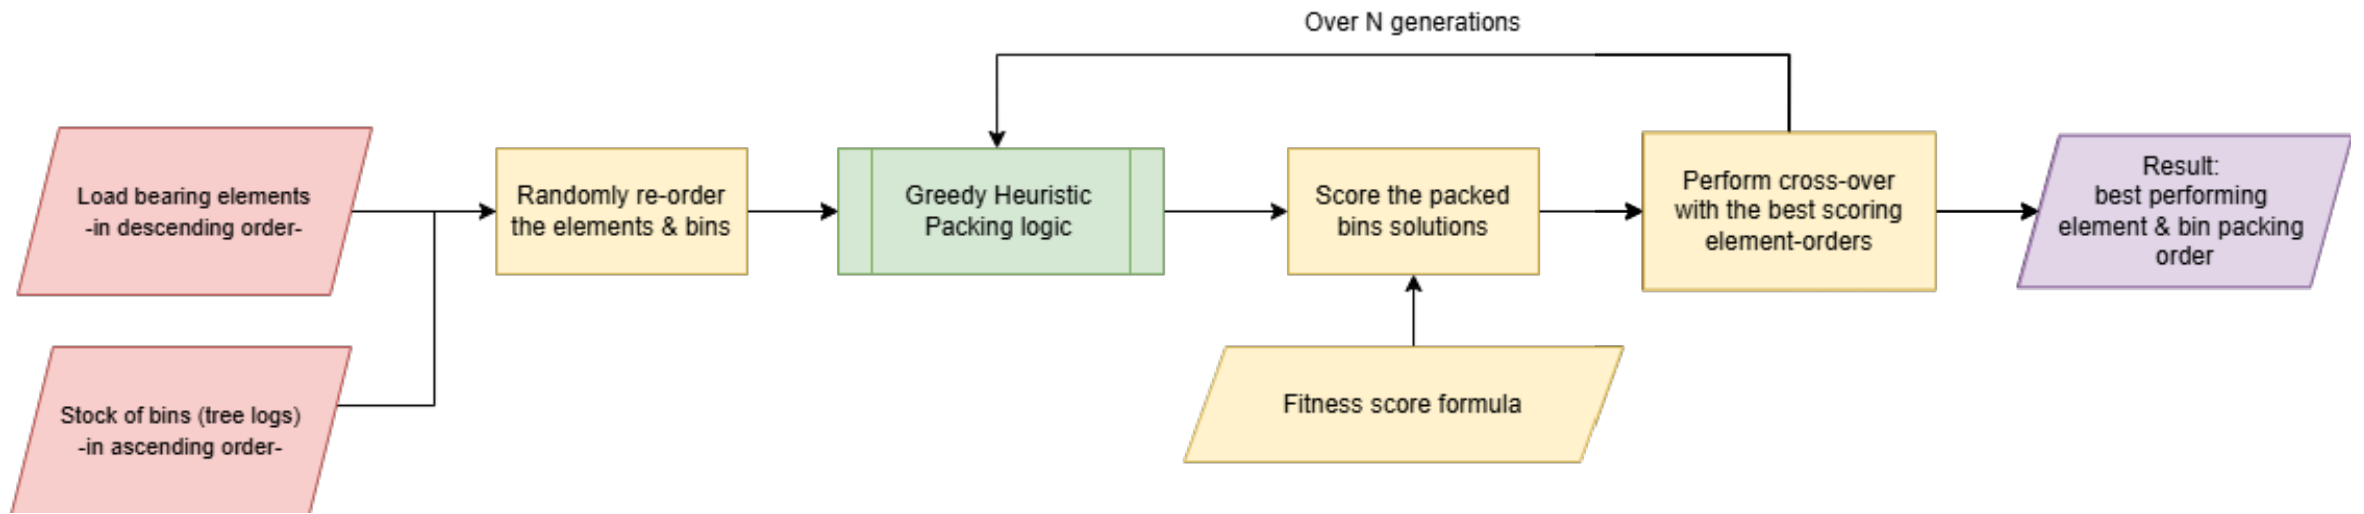 Over N generations
Load bearing elements
-in descending order-
Stock of bins (tree logs)
-in ascending order-
Randomly re-order
the elements & bins
Greedy Heuristic
Packing logic
Score the packed
bins solutions
Fitness score formula
Perform cross-over
with the best scoring
element-orders
Result:
best performing
element & bin packing
order